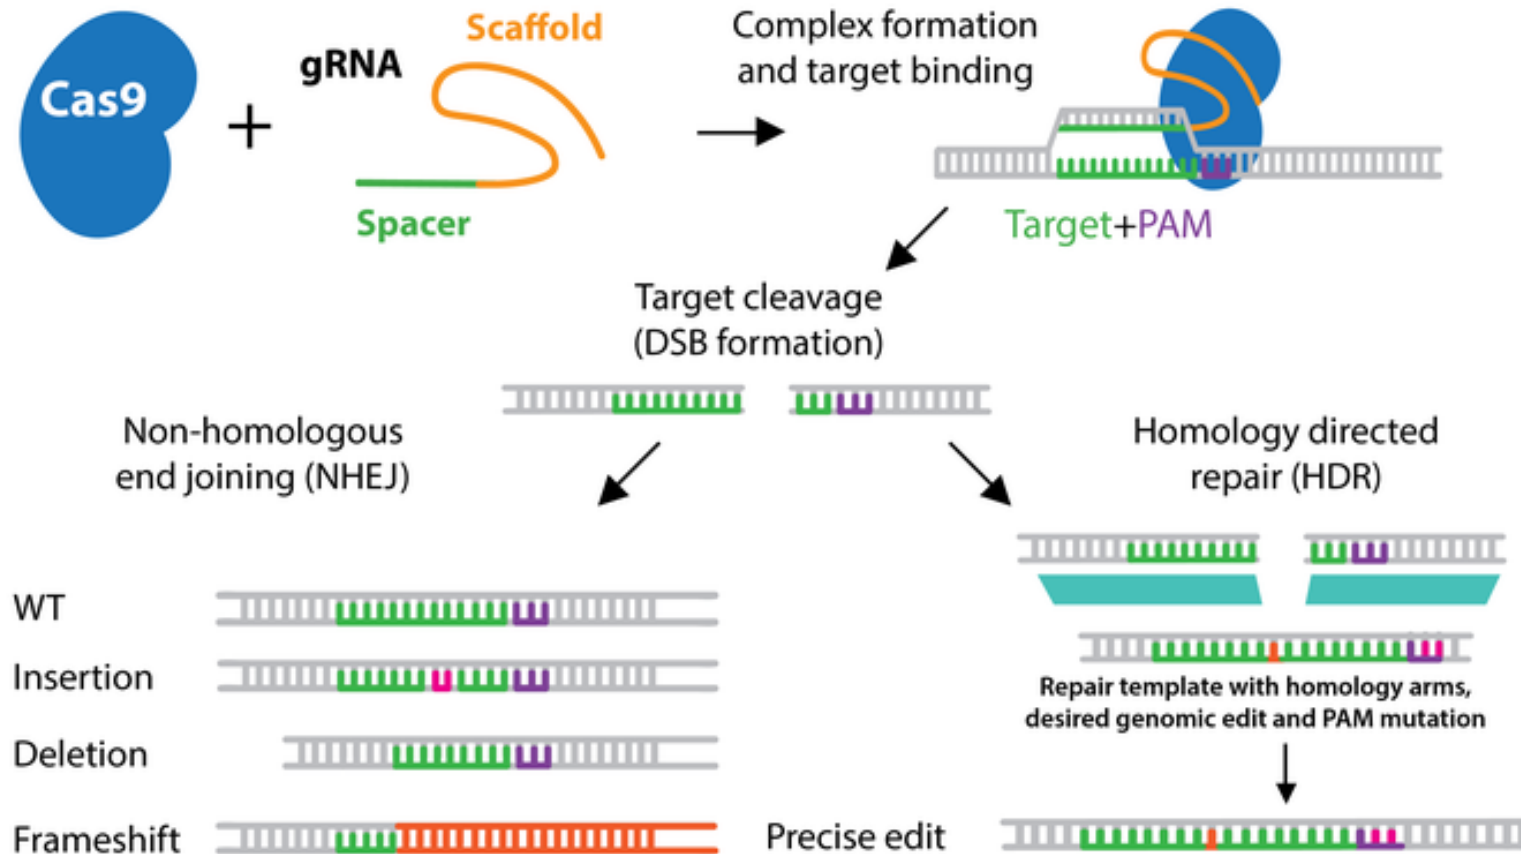 Cas9
+
gRNA
Scaffold
Spacer
Complex formation
and target binding
Target+PAM
Target cleavage
(DSB formation)
Non-homologous
end joining (NHEJ)
WT
Insertion
Deletion
Frameshift
Homology directed
repair (HDR)
Repair template with homology arms,
desired genomic edit and PAM mutation
Precise edit